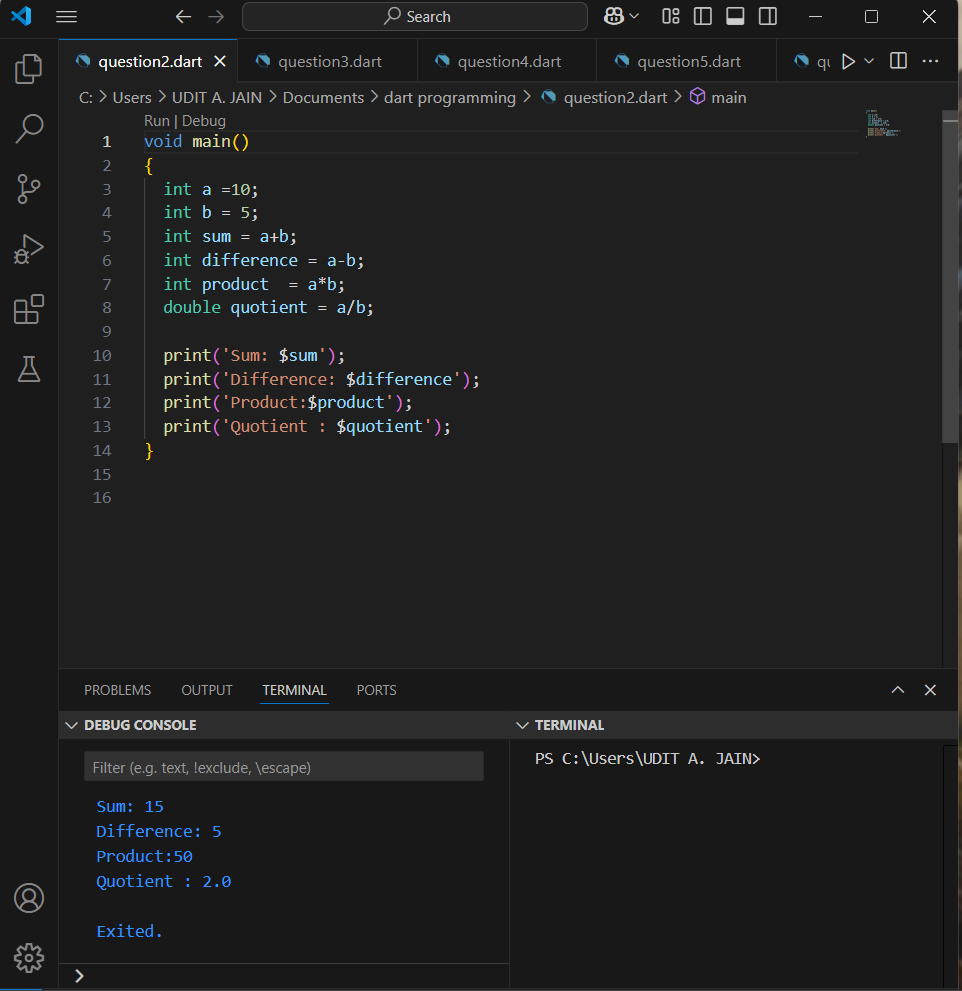 Search
question2.dart question3.dart question4.dart question5.dart qu
C: > Users > UDIT A. JAIN > Documents > dart programming > question2.dart > main
Run | Debug
1 void main()
2 {
3   int a =10;
4   int b = 5;
5   int sum = a+b;
6   int difference = a-b;
7   int product  = a*b;
8   double quotient = a/b;
9
10   print('Sum: $sum');
11   print('Difference: $difference');
12   print('Product:$product');
13   print('Quotient : $quotient');
14 }
15
16
PROBLEMS OUTPUT TERMINAL PORTS
DEBUG CONSOLE
Filter (e.g. text, !exclude, \escape)
Sum: 15
Difference: 5
Product:50
Quotient : 2.0
Exited.
>
TERMINAL
PS C:\Users\UDIT A. JAIN>